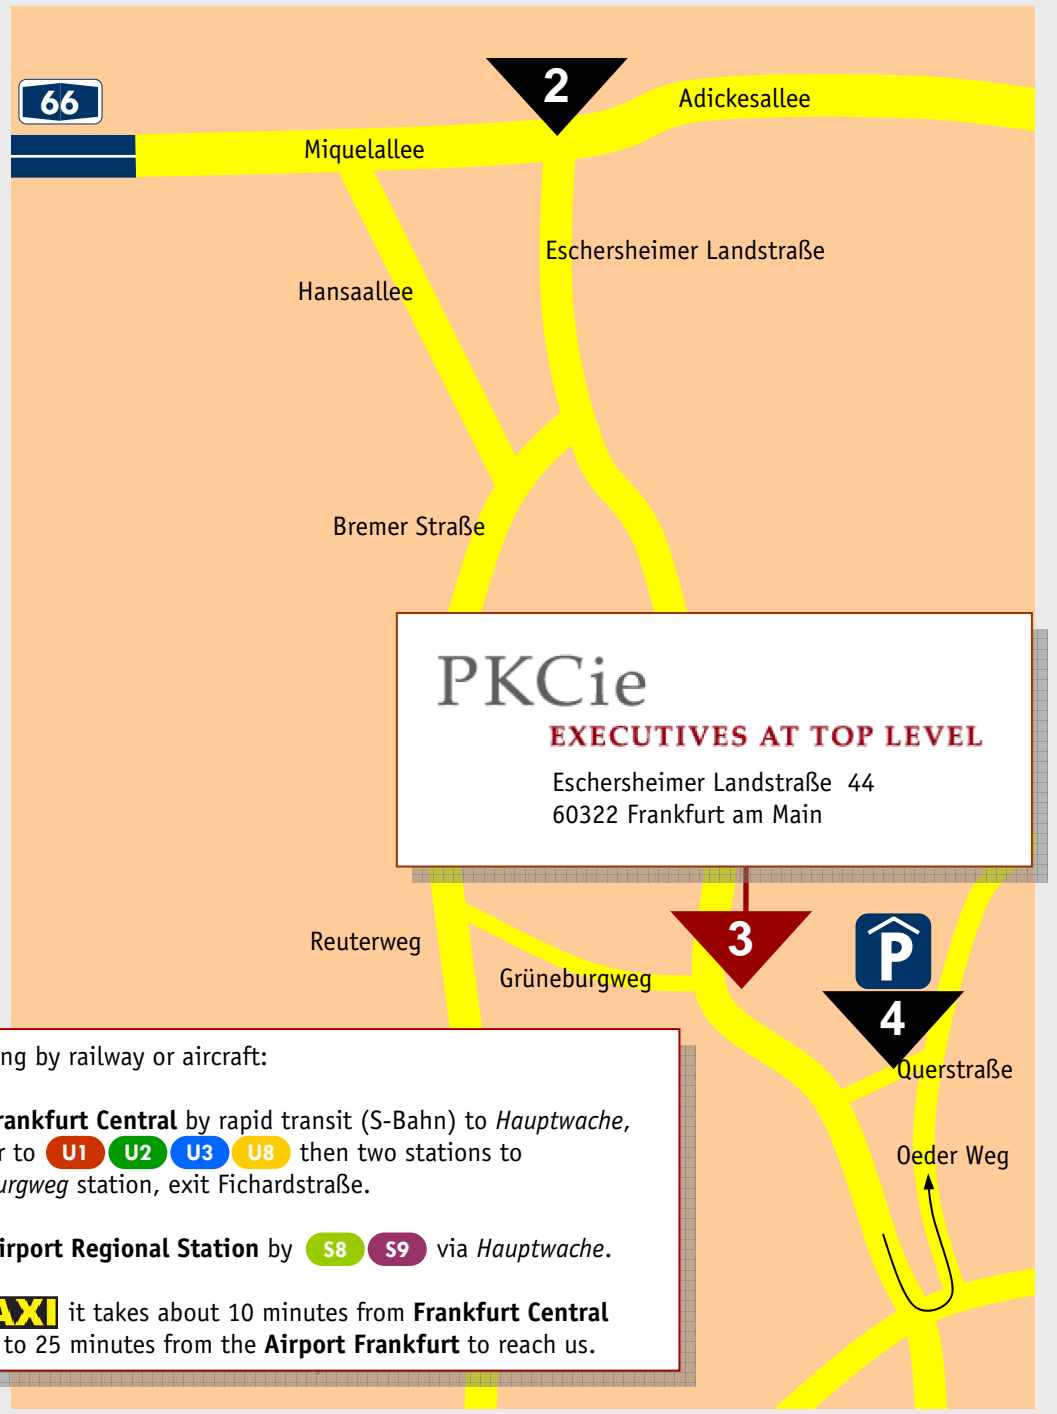 66
2
Adickesallee
Miquelallee
Eschersheimer Landstraße
Hansaallee
Bremer Straße
PKCie
EXECUTIVES AT TOP LEVEL
Eschersheimer Landstraße 44
60322 Frankfurt am Main
3
P
Reuterweg
Grüneburgweg
4
Querstraße
Oeder Weg
ng by railway or aircraft:
rankfurt Central by rapid transit (S-Bahn) to Hauptwache,
r to U1 U2 U3 U8 then two stations to
urgweg station, exit Fichardstraße.
irport Regional Station by S8 S9 via Hauptwache.
AXI it takes about 10 minutes from Frankfurt Central
to 25 minutes from the Airport Frankfurt to reach us.